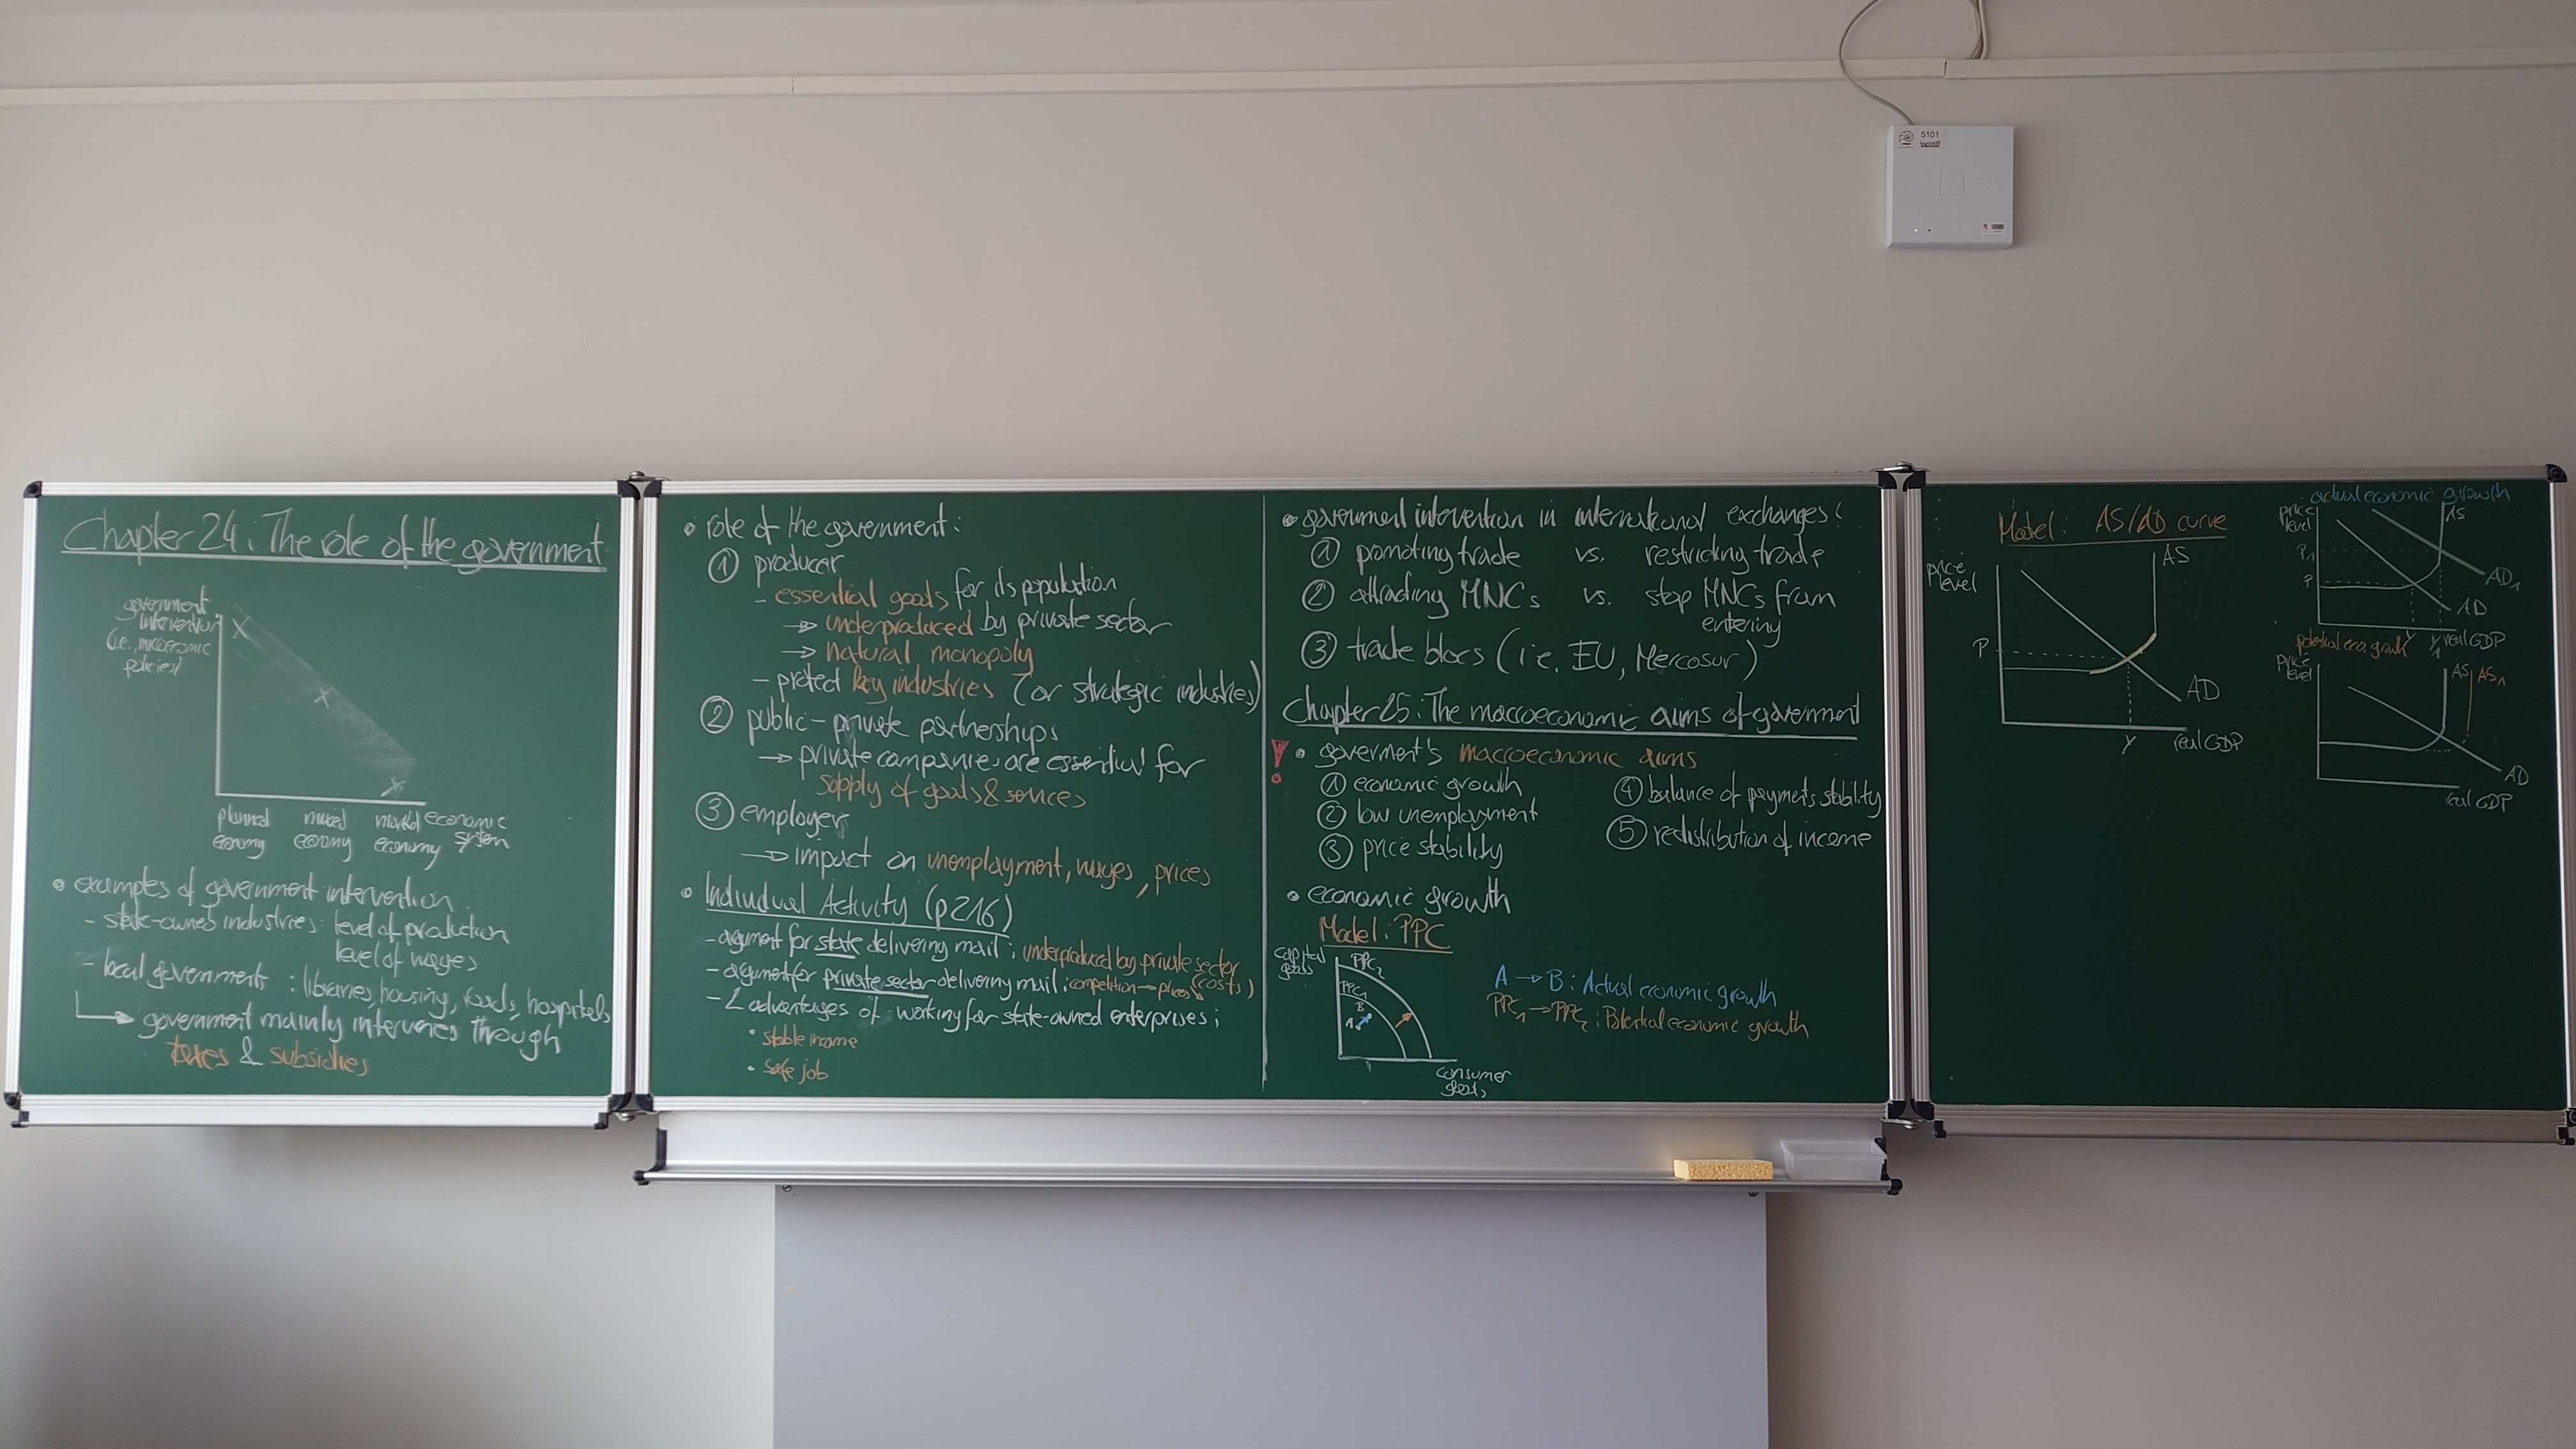 Chapter 24: The role of the government
government
intervention
(i.e., microeconomic
policies)
planned economy
mixed economy
market economy
economic system
• examples of government intervention
- state-owned industries: level of production
level of wages
- local government : libraries, housing, roads, hospitals
government mainly intervenes through
taxes & subsidies
• role of the government:
① producer
- essential goods for its population
→ underproduced by private sector
→ natural monopoly
- protect key industries (or strategic industries)
② public-private partnerships
→ private companies are essential for
supply of goods & services
③ employer
→ impact on unemployment, wages, prices
• Individual Activity (p216)
- argument for state delivering mail: underproduced by private sector
- argument for private sector delivering mail: competition → prices (costs)
- 2 advantages of working for state-owned enterprises:
• stable income
• safe job
• government intervention in international exchanges:
① promoting trade vs. restricting trade
② attracting MNCs vs. stop MNCs from
entering
③ trade blocs (i.e. EU, Mercosur)
Chapter 25: The macroeconomic aims of goverment
! • goverment's macroeconomic aims
① economic growth
② low unemployment
③ price stability
④ balance of payments stability
⑤ redistribution of income
• economic growth
Model: PPC
capital
goods
PPC2
PPC1
B
A
consumer
goods
A → B: Actual economic growth
PPC1 → PPC2: Potential economic growth
Model: AS/AD curve
price
level
AS
P
AD
Y
real GDP
actual economic growth
price
level
AS
P1
P
AD1
AD
Y Y1 real GDP
potential eco. growth
price
level
AS AS1
AD
real GDP
5101